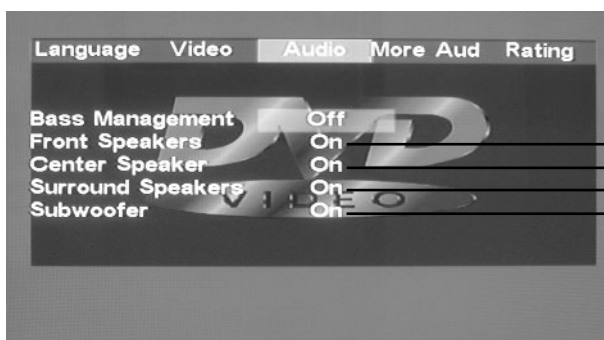 Language Video Audio More Aud Rating
Bass Management Off
Front Speakers On
Center Speaker On
Surround Speakers On
Subwoofer On
DVD
VIDEO